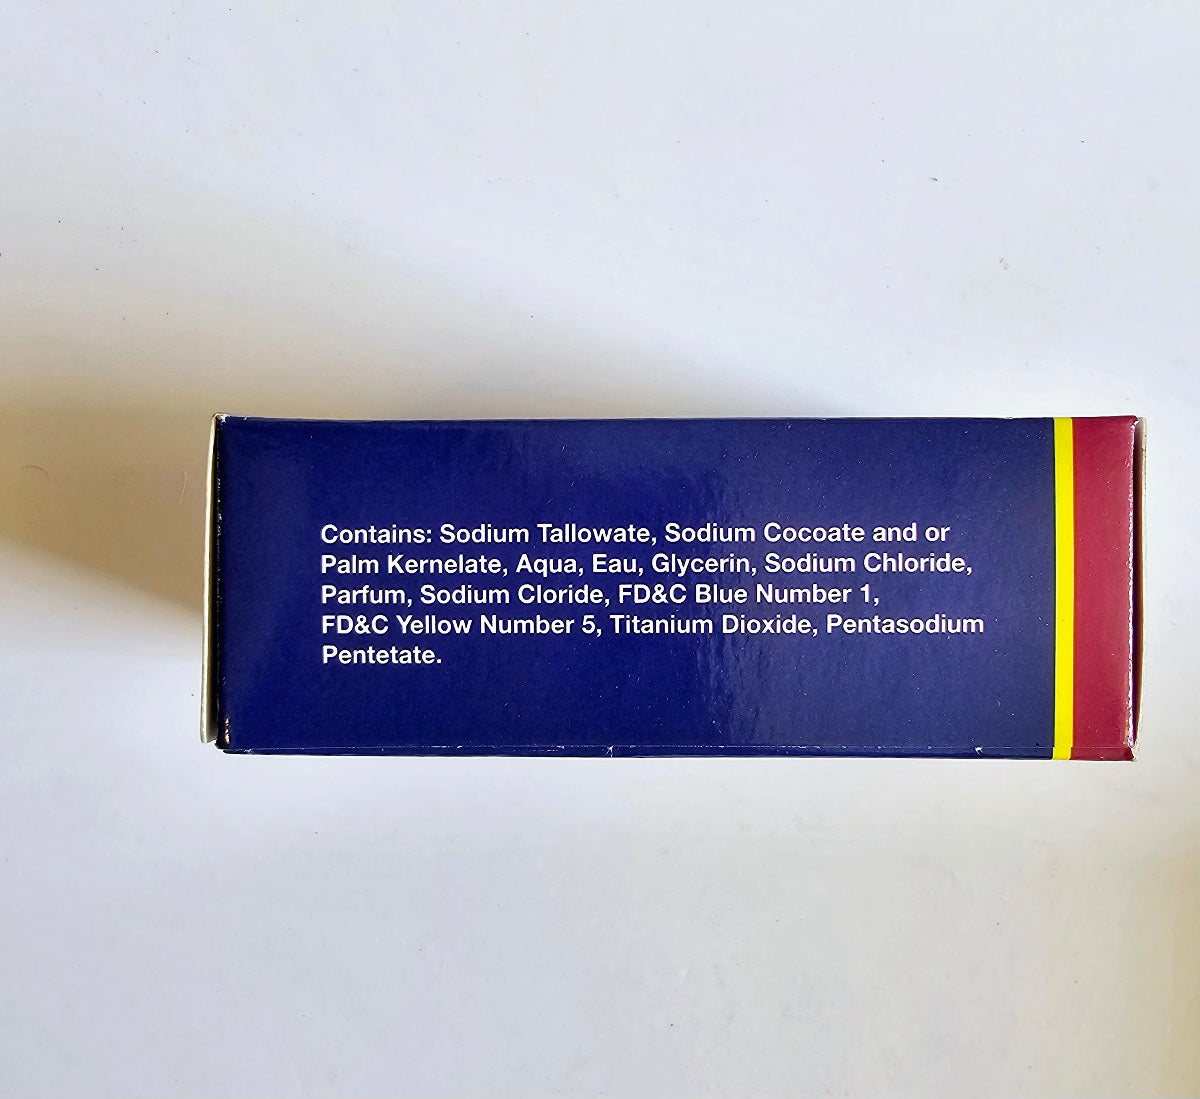 Contains: Sodium Tallowate, Sodium Cocoate and or
Palm Kernelate, Aqua, Eau, Glycerin, Sodium Chloride,
Parfum, Sodium Cloride, FD&C Blue Number 1,
FD&C Yellow Number 5, Titanium Dioxide, Pentasodium
Pentetate.